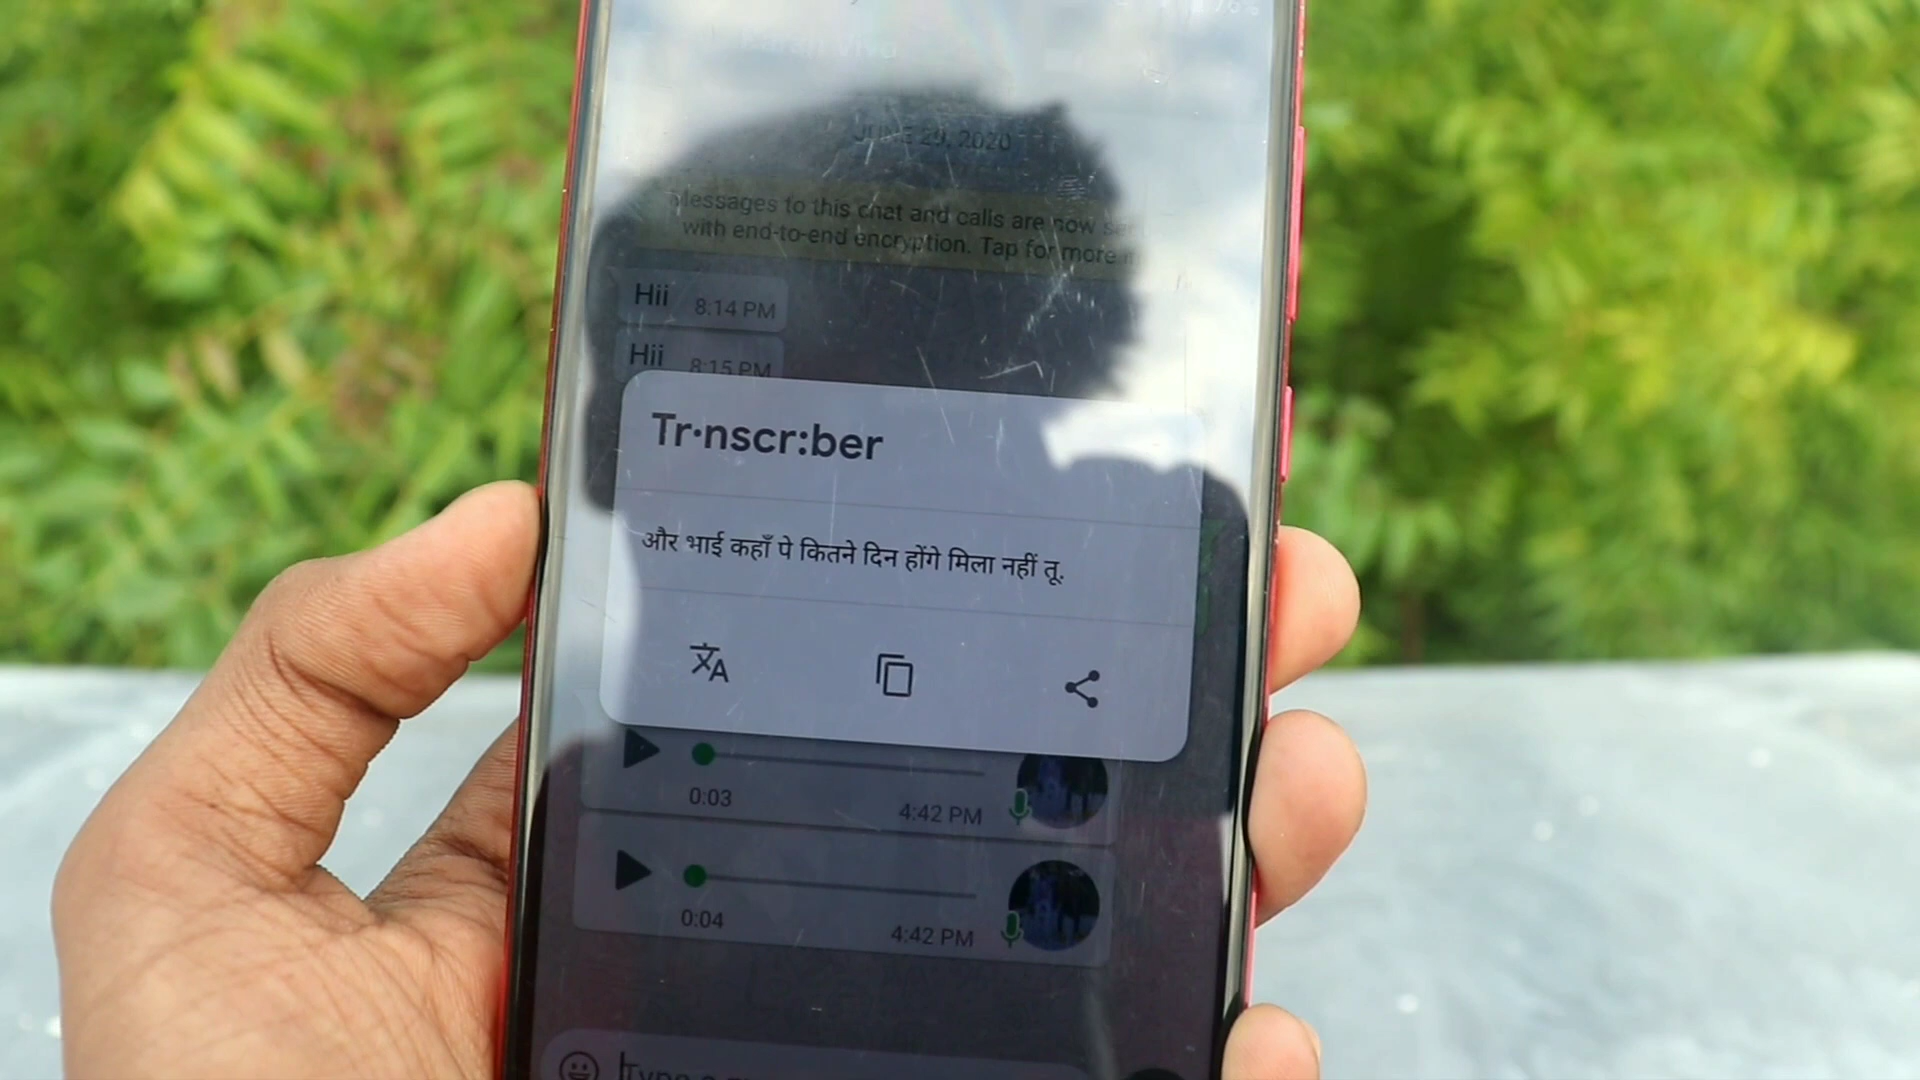 JUNE 29, 2020
Messages to this chat and calls are now
with end-to-end encryption. Tap for more
Hii 8:14 PM
Hii 8:15 PM
Tr·nscr:ber
और भाई कहाँ पे कितने दिन होंगे मिला नहीं तू.
0:03 4:42 PM
0:04 4:42 PM
Type a